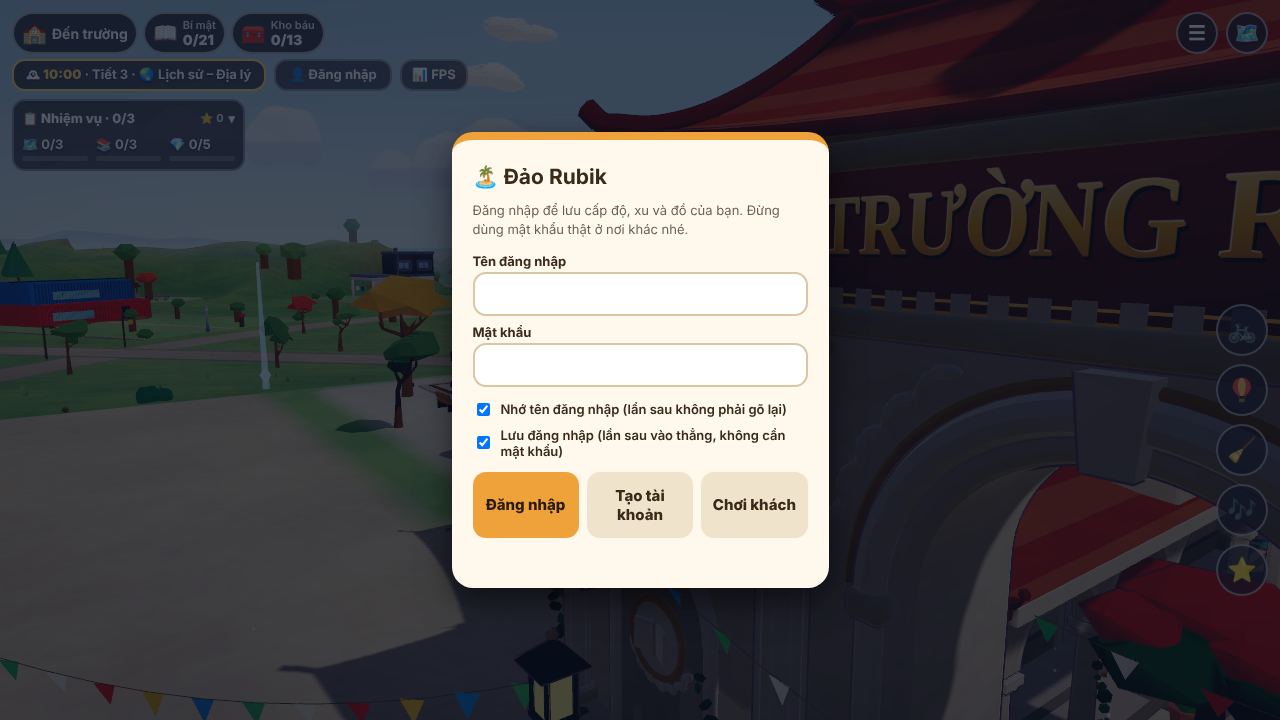 Đến trường
Bí mật
0/21
Kho báu
0/13
10:00 · Tiết 3 · Lịch sử – Địa lý
Đăng nhập
FPS
Nhiệm vụ · 0/3
0
0/3
0/3
0/5
TRƯỜNG R
Đảo Rubik
Đăng nhập để lưu cấp độ, xu và đồ của bạn. Đừng
dùng mật khẩu thật ở nơi khác nhé.
Tên đăng nhập
Mật khẩu
Nhớ tên đăng nhập (lần sau không phải gõ lại)
Lưu đăng nhập (lần sau vào thẳng, không cần
mật khẩu)
Đăng nhập
Tạo tài
khoản
Chơi khách